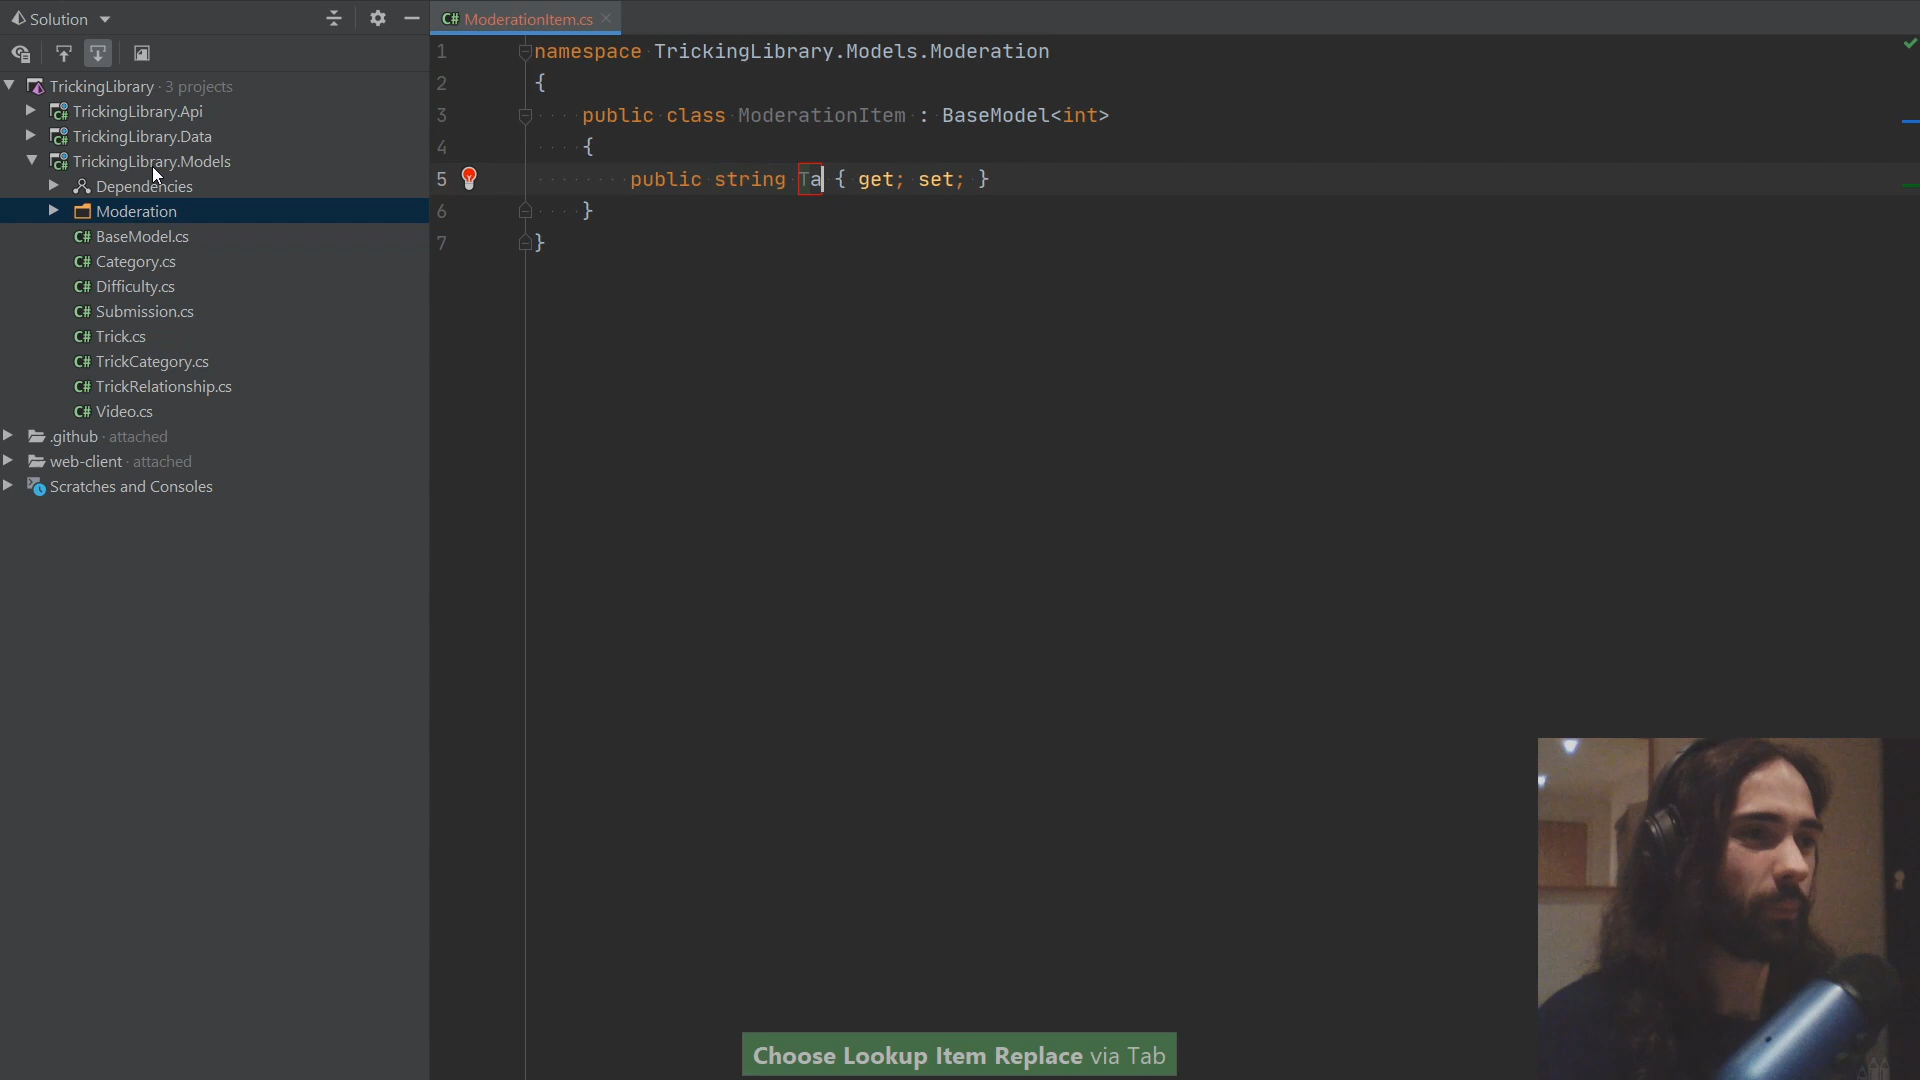 Solution
TrickingLibrary · 3 projects
TrickingLibrary.Api
TrickingLibrary.Data
TrickingLibrary.Models
Dependencies
Moderation
C# BaseModel.cs
C# Category.cs
C# Difficulty.cs
C# Submission.cs
C# Trick.cs
C# TrickCategory.cs
C# TrickRelationship.cs
C# Video.cs
.github · attached
web-client · attached
Scratches and Consoles
C# ModerationItem.cs
1 namespace TrickingLibrary.Models.Moderation
2 {
3 public class ModerationItem : BaseModel<int>
4 {
5 public string Ta { get; set; }
6 }
7 }
Choose Lookup Item Replace via Tab